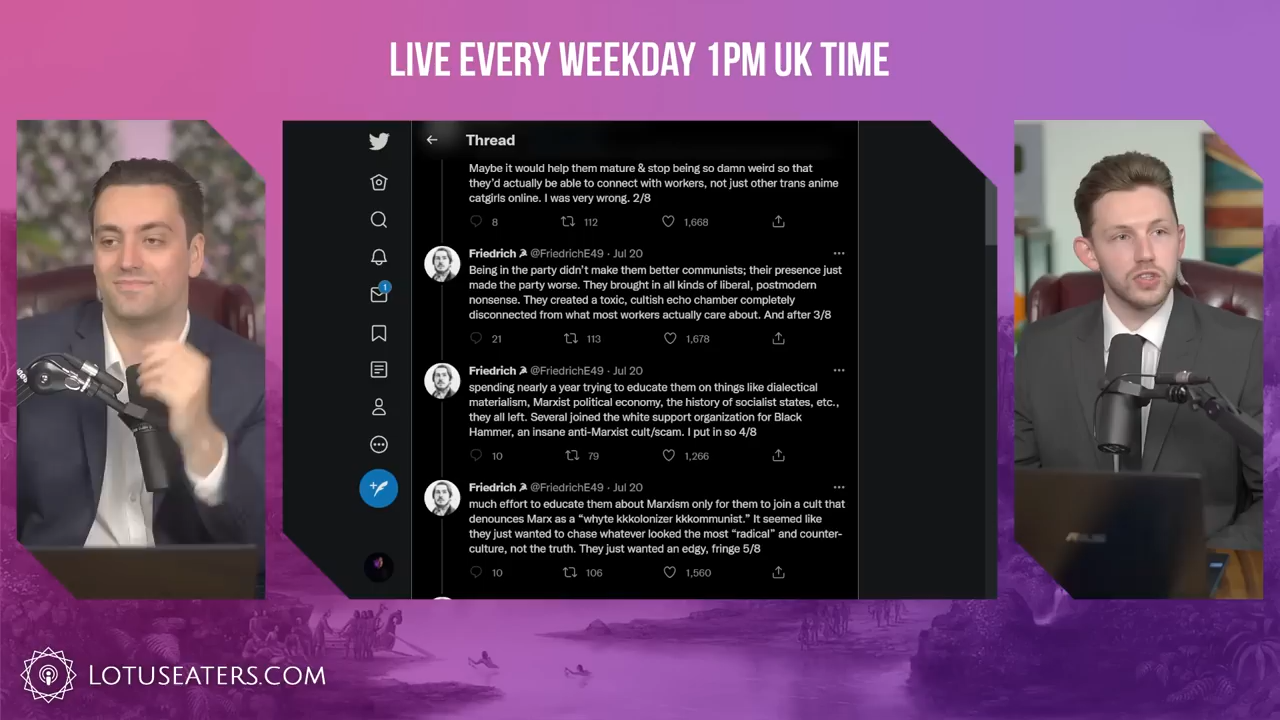 LIVE EVERY WEEKDAY 1PM UK TIME
Thread
Maybe it would help them mature & stop being so damn weird so that
they'd actually be able to connect with workers, not just other trans anime
catgirls online. I was very wrong. 2/8
8 112 1,668
1
Friedrich @FriedrichE49 · Jul 20
Being in the party didn't make them better communists; their presence just
made the party worse. They brought in all kinds of liberal, postmodern
nonsense. They created a toxic, cultish echo chamber completely
disconnected from what most workers actually care about. And after 3/8
21 113 1,678
Friedrich @FriedrichE49 · Jul 20
spending nearly a year trying to educate them on things like dialectical
materialism, Marxist political economy, the history of socialist states, etc.,
they all left. Several joined the white support organization for Black
Hammer, an insane anti-Marxist cult/scam. I put in so 4/8
10 79 1,266
Friedrich @FriedrichE49 · Jul 20
much effort to educate them about Marxism only for them to join a cult that
denounces Marx as a “whyte kkkolonizer kkkommunist.” It seemed like
they just wanted to chase whatever looked the most “radical” and counter-
culture, not the truth. They just wanted an edgy, fringe 5/8
10 106 1,560
ASUS
LOTUSEATERS.COM